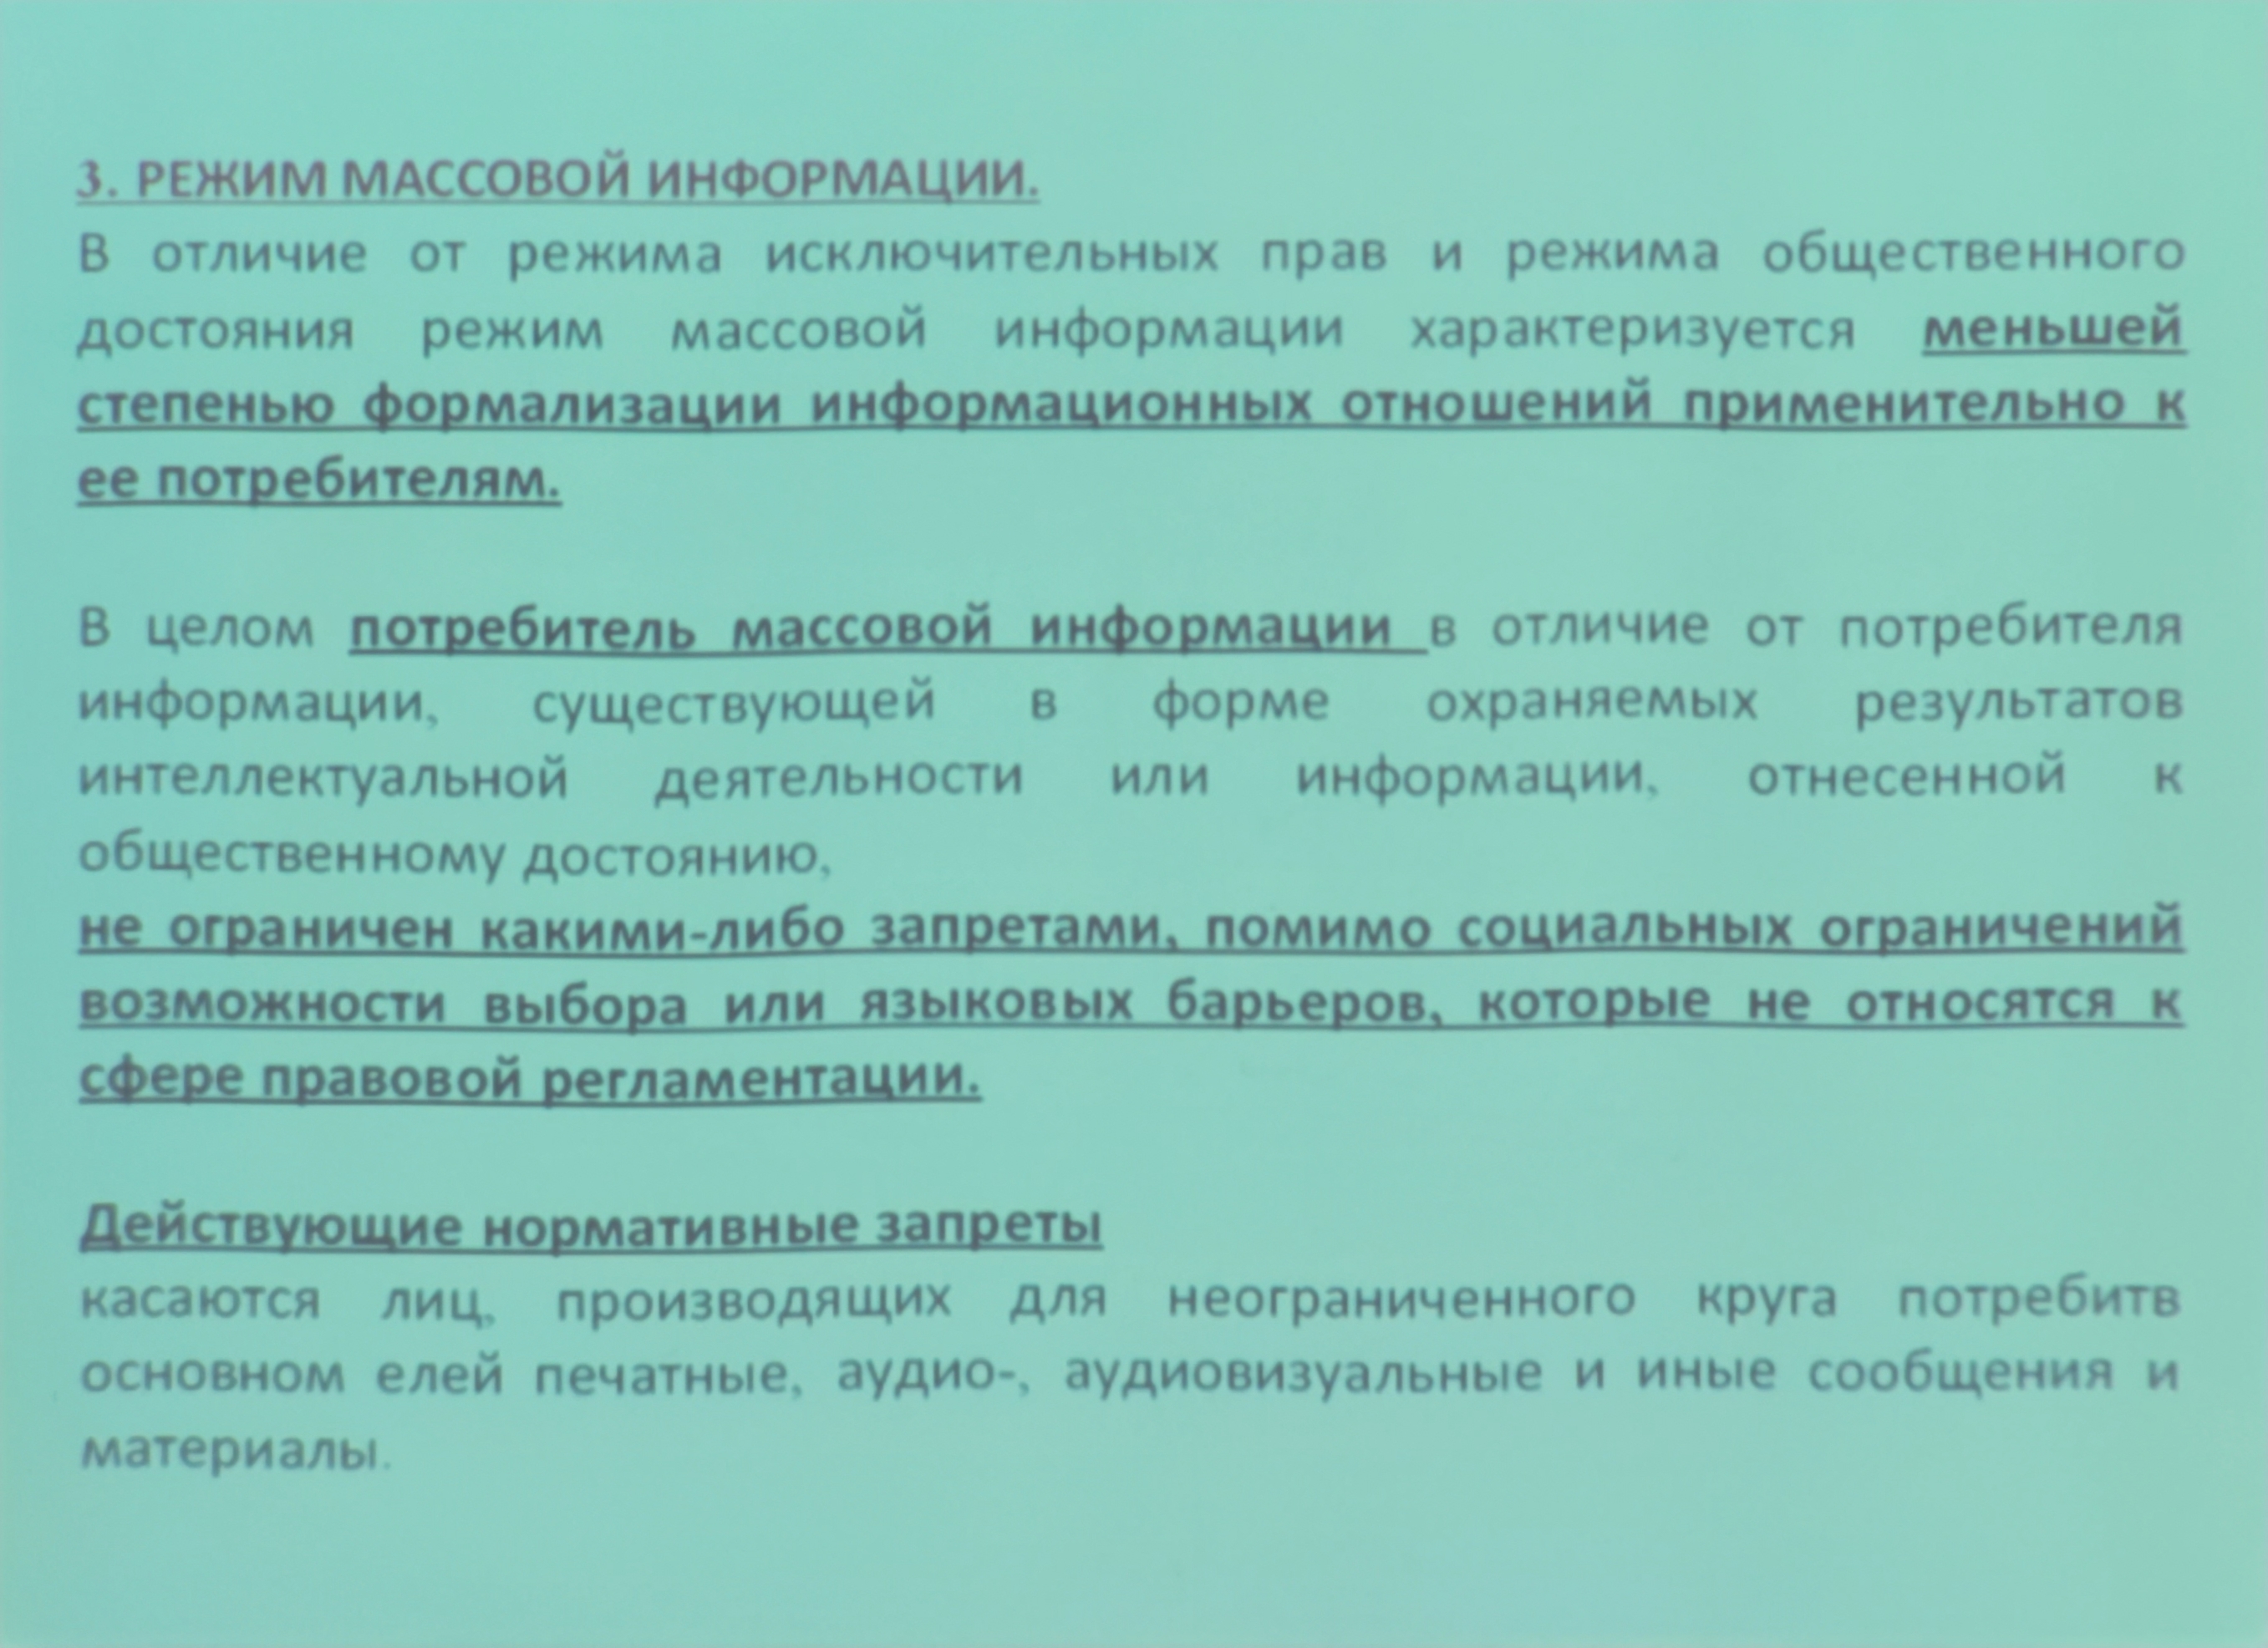 3. РЕЖИМ МАССОВОЙ ИНФОРМАЦИИ.
В отличие от режима исключительных прав и режима общественного
достояния режим массовой информации характеризуется меньшей
степенью формализации информационных отношений применительно к
ее потребителям.
В целом потребитель массовой информации в отличие от потребителя
информации, существующей в форме охраняемых результатов
интеллектуальной деятельности или информации, отнесенной к
общественному достоянию,
не ограничен какими-либо запретами, помимо социальных ограничений
возможности выбора или языковых барьеров, которые не относятся к
сфере правовой регламентации.
Действующие нормативные запреты
касаются лиц, производящих для неограниченного круга потребитв
основном елей печатные, аудио-, аудиовизуальные и иные сообщения и
материалы.